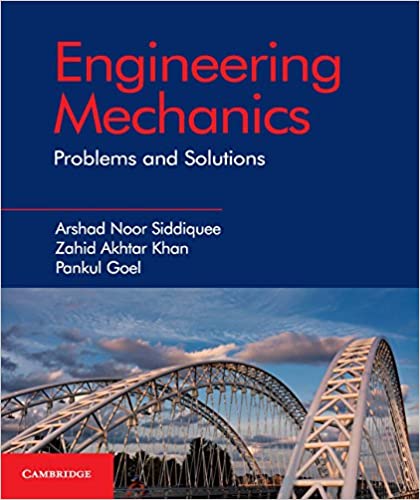 Engineering
Mechanics
Problems and Solutions
Arshad Noor Siddiquee
Zahid Akhtar Khan
Pankul Goel
CAMBRIDGE